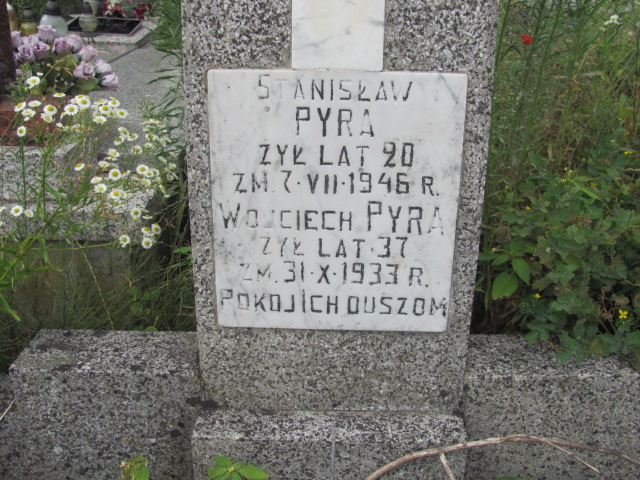 STANISŁAW
PYRA
ŻYŁ LAT 20
ZM. 7·VII·1946 R.
WOJCIECH PYRA
ŻYŁ LAT·37
ZM. 31·X·1933 R.
POKÓJ ICH DUSZOM